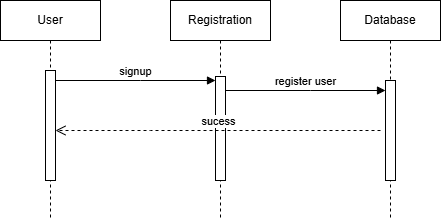 User
Registration
Database
signup
register user
sucess